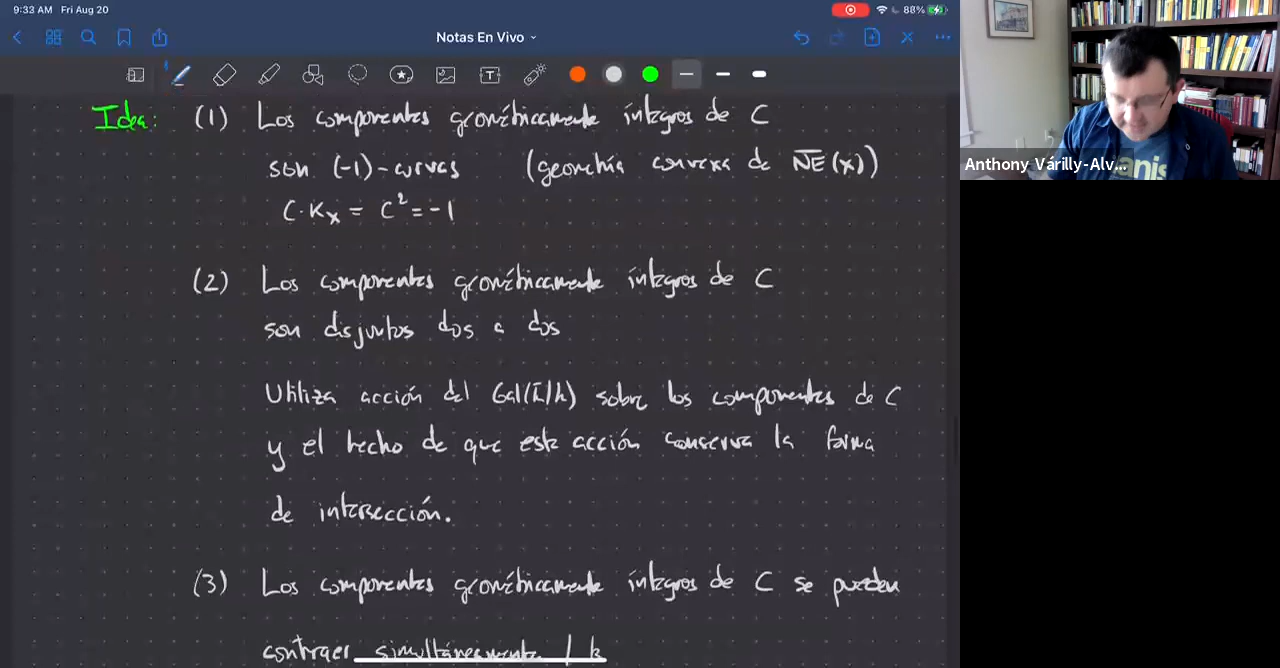 9:33 AM Fri Aug 20
88%
Notas En Vivo
Idea: (1) Los componentes geométricamente íntegros de C
son (-1)-curvas (geometría convexa de N̅E̅(X))
C·K_X = C² = -1
(2) Los componentes geométricamente íntegros de C
son disjuntos dos a dos
Utiliza acción del Gal(k̅/k) sobre los componentes de C
y el hecho de que esta acción conserva la forma
de intersección.
(3) Los componentes geométricamente íntegros de C se pueden
contraer simultáneamente / k
Anthony Várilly-Alv...